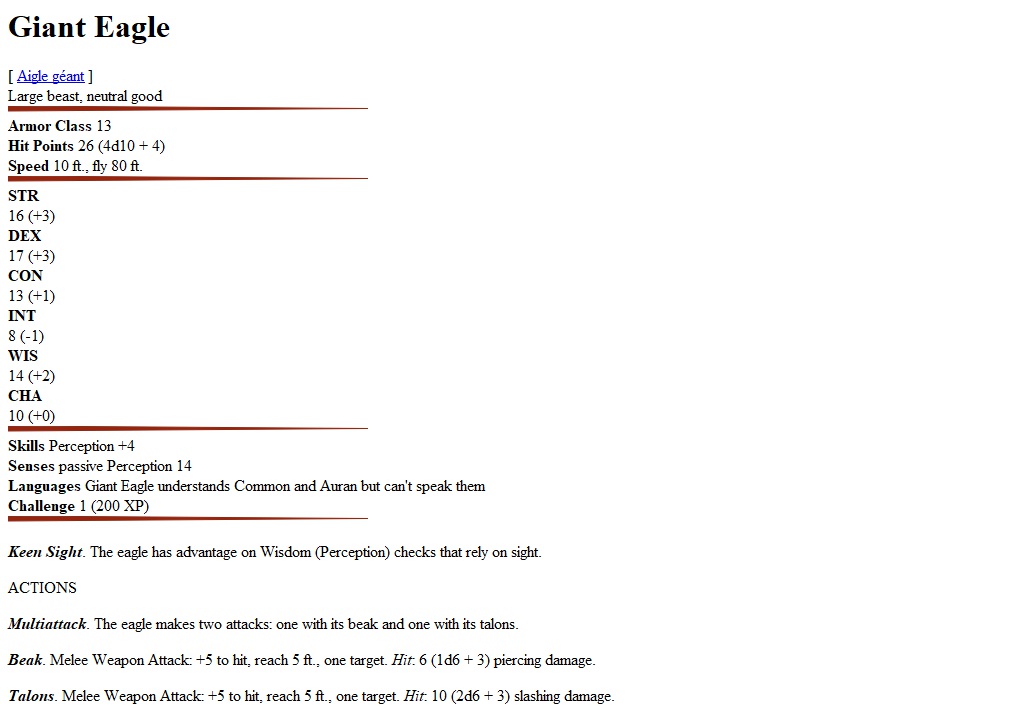 Giant Eagle
[ Aigle géant ]
Large beast, neutral good
Armor Class 13
Hit Points 26 (4d10 + 4)
Speed 10 ft., fly 80 ft.
STR
16 (+3)
DEX
17 (+3)
CON
13 (+1)
INT
8 (-1)
WIS
14 (+2)
CHA
10 (+0)
Skills Perception +4
Senses passive Perception 14
Languages Giant Eagle understands Common and Auran but can't speak them
Challenge 1 (200 XP)
Keen Sight. The eagle has advantage on Wisdom (Perception) checks that rely on sight.
ACTIONS
Multiattack. The eagle makes two attacks: one with its beak and one with its talons.
Beak. Melee Weapon Attack: +5 to hit, reach 5 ft., one target. Hit: 6 (1d6 + 3) piercing damage.
Talons. Melee Weapon Attack: +5 to hit, reach 5 ft., one target. Hit: 10 (2d6 + 3) slashing damage.